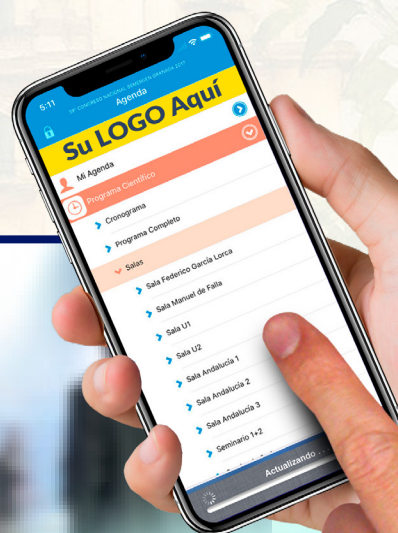 5:11
Agenda
Su LOGO Aquí
Mi Agenda
Programa Científico
Cronograma
Programa Completo
Salas
Sala Federico García Lorca
Sala Manuel de Falla
Sala U1
Sala U2
Sala Andalucía 1
Sala Andalucía 2
Sala Andalucía 3
Seminario 1+2
Actualizando . . .